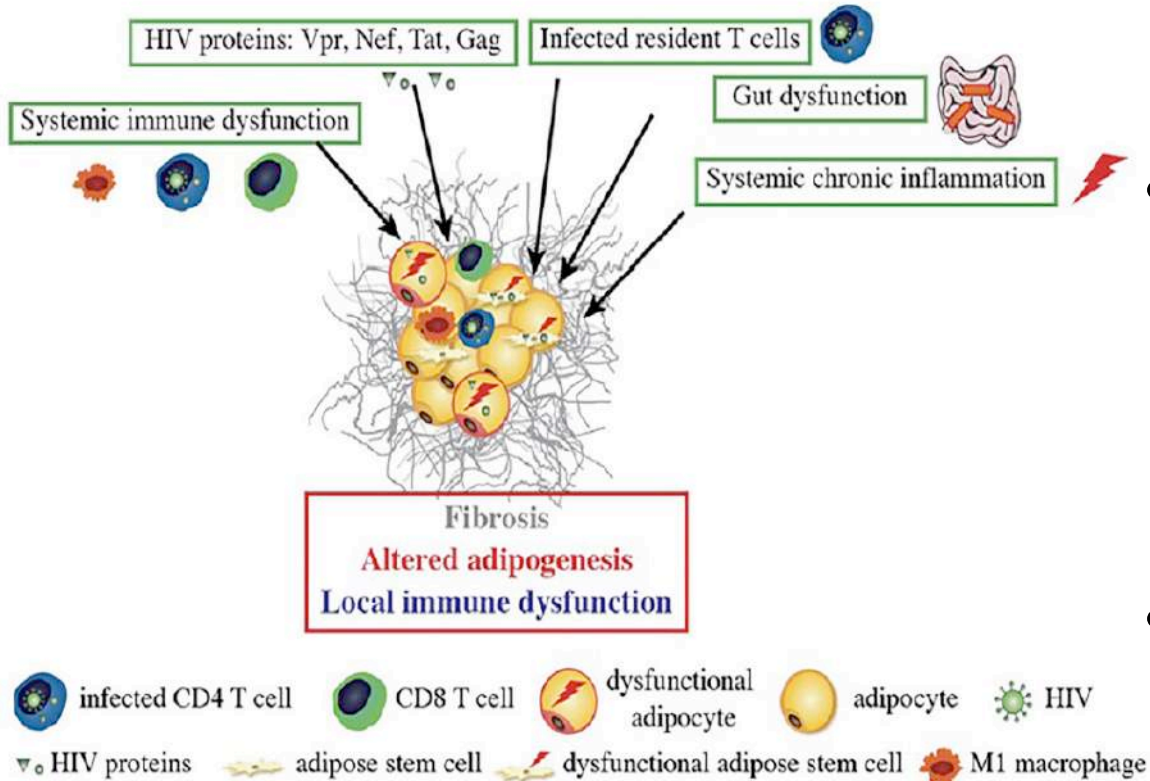 HIV proteins: Vpr, Nef, Tat, Gag
Infected resident T cells
Gut dysfunction
Systemic immune dysfunction
Systemic chronic inflammation
Fibrosis
Altered adipogenesis
Local immune dysfunction
infected CD4 T cell
CD8 T cell
dysfunctional
adipocyte
adipocyte
HIV
HIV proteins
adipose stem cell
dysfunctional adipose stem cell
M1 macrophage